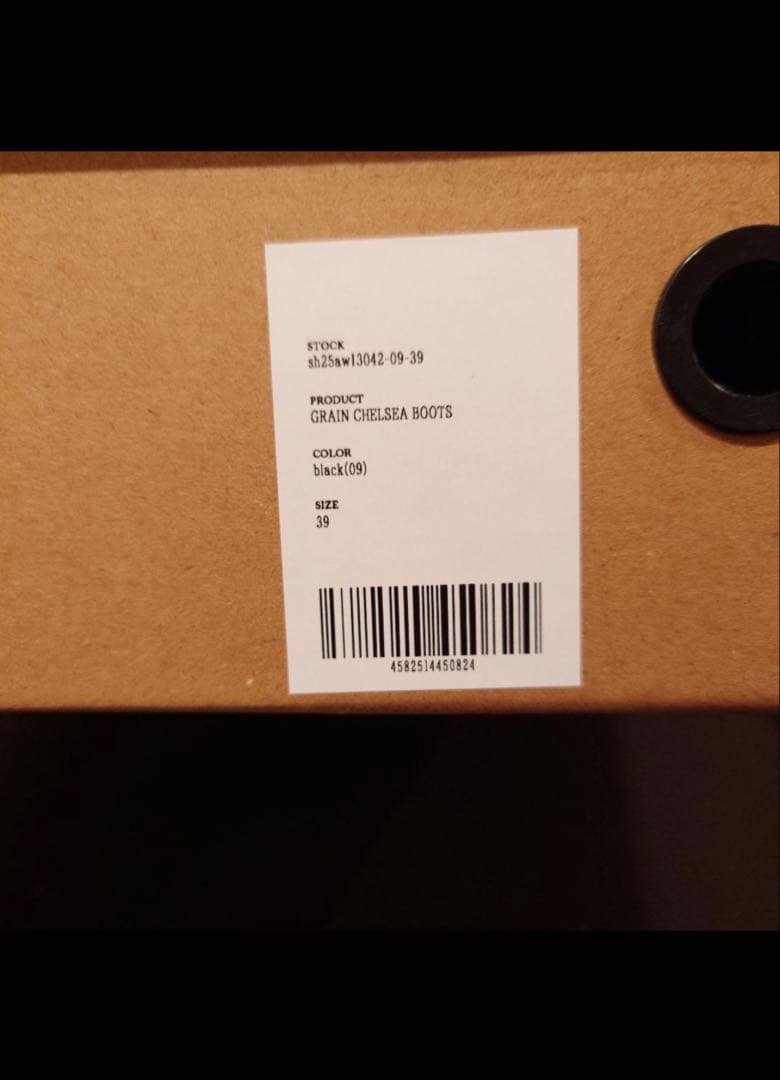 STOCK
sh25aw13042-09-39
PRODUCT
GRAIN CHELSEA BOOTS
COLOR
black(09)
SIZE
39
4582514450824